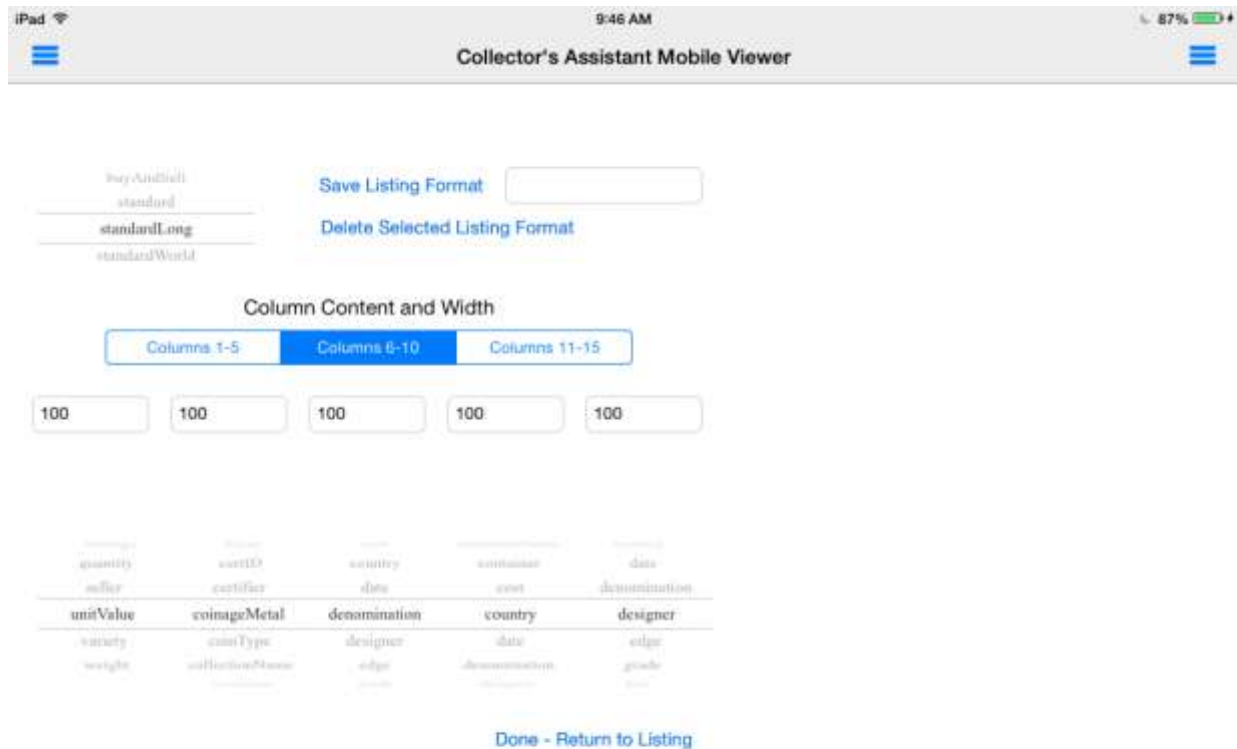 iPad 9:46 AM 87%
Collector's Assistant Mobile Viewer
buyAndSell
standard
standardLong
standardWorld
Save Listing Format
Delete Selected Listing Format
Column Content and Width
Columns 1-5 Columns 6-10 Columns 11-15
100 100 100 100 100
quantity certID country container date
seller certifier date cost denomination
unitValue coinageMetal denomination country designer
variety coinType designer date edge
weight collectionName edge denomination grade
Done - Return to Listing